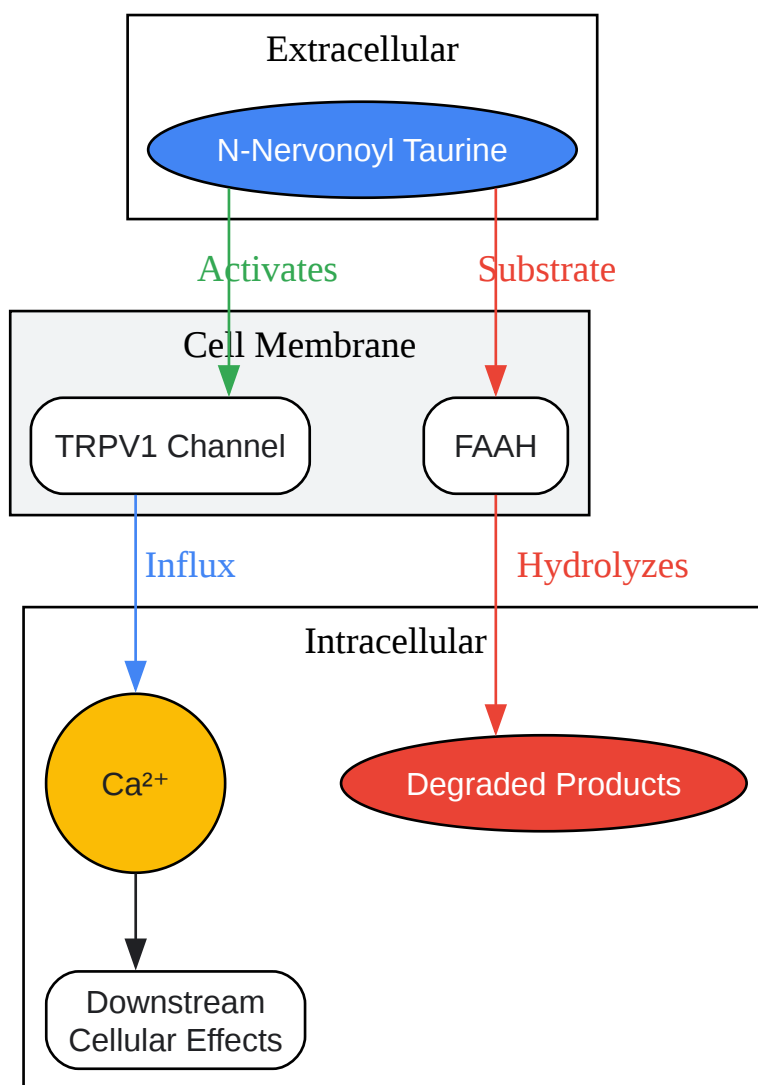 Extracellular
N-Nervonoyl Taurine
Activates
Substrate
Cell Membrane
TRPV1 Channel
FAAH
Influx
Hydrolyzes
Intracellular
Ca²⁺
Degraded Products
Downstream
Cellular Effects